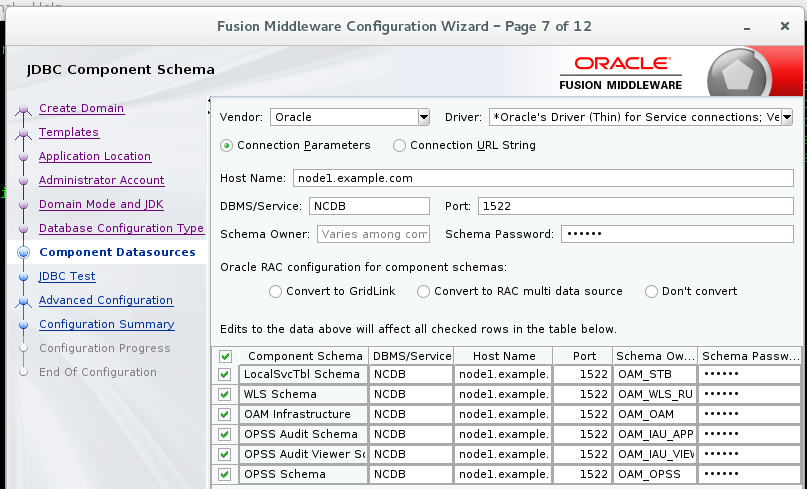 Fusion Middleware Configuration Wizard - Page 7 of 12
JDBC Component Schema
ORACLE
FUSION MIDDLEWARE
Create Domain
Templates
Application Location
Administrator Account
Domain Mode and JDK
Database Configuration Type
Component Datasources
JDBC Test
Advanced Configuration
Configuration Summary
Configuration Progress
End Of Configuration
Vendor: Oracle Driver: *Oracle's Driver (Thin) for Service connections; Ve
Connection Parameters Connection URL String
Host Name: node1.example.com
DBMS/Service: NCDB Port: 1522
Schema Owner: Varies among com Schema Password: ••••••
Oracle RAC configuration for component schemas:
Convert to GridLink Convert to RAC multi data source Don't convert
Edits to the data above will affect all checked rows in the table below.
Component Schema DBMS/Service Host Name Port Schema Ow... Schema Passw...
LocalSvcTbl Schema NCDB node1.example. 1522 OAM_STB ••••••
WLS Schema NCDB node1.example. 1522 OAM_WLS_RU ••••••
OAM Infrastructure NCDB node1.example. 1522 OAM_OAM ••••••
OPSS Audit Schema NCDB node1.example. 1522 OAM_IAU_APP ••••••
OPSS Audit Viewer Sc NCDB node1.example. 1522 OAM_IAU_VIEW ••••••
OPSS Schema NCDB node1.example. 1522 OAM_OPSS ••••••